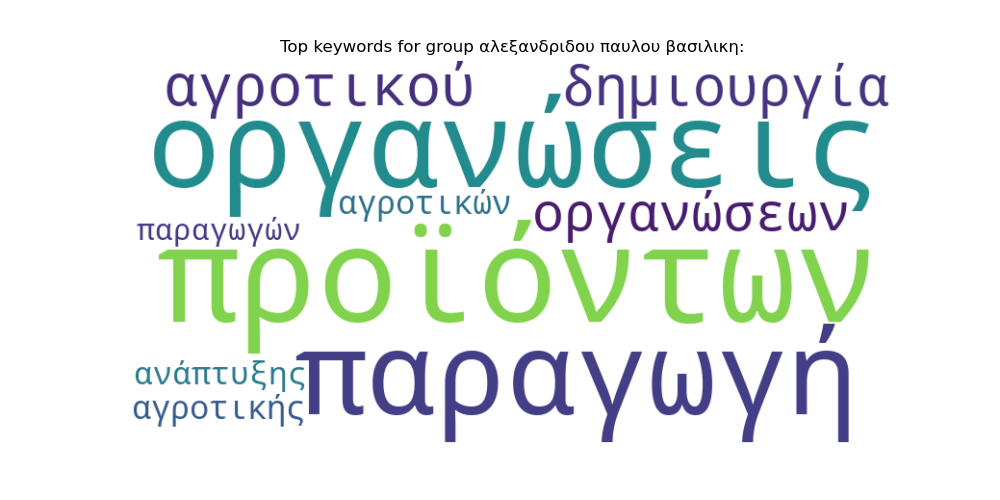 Top keywords for group αλεξανδριδου παυλου βασιλικη:
αγροτικού
δημιουργία
οργανώσεις
αγροτικών
οργανώσεων
παραγωγών
προϊόντων
παραγωγή
ανάπτυξης
αγροτικής